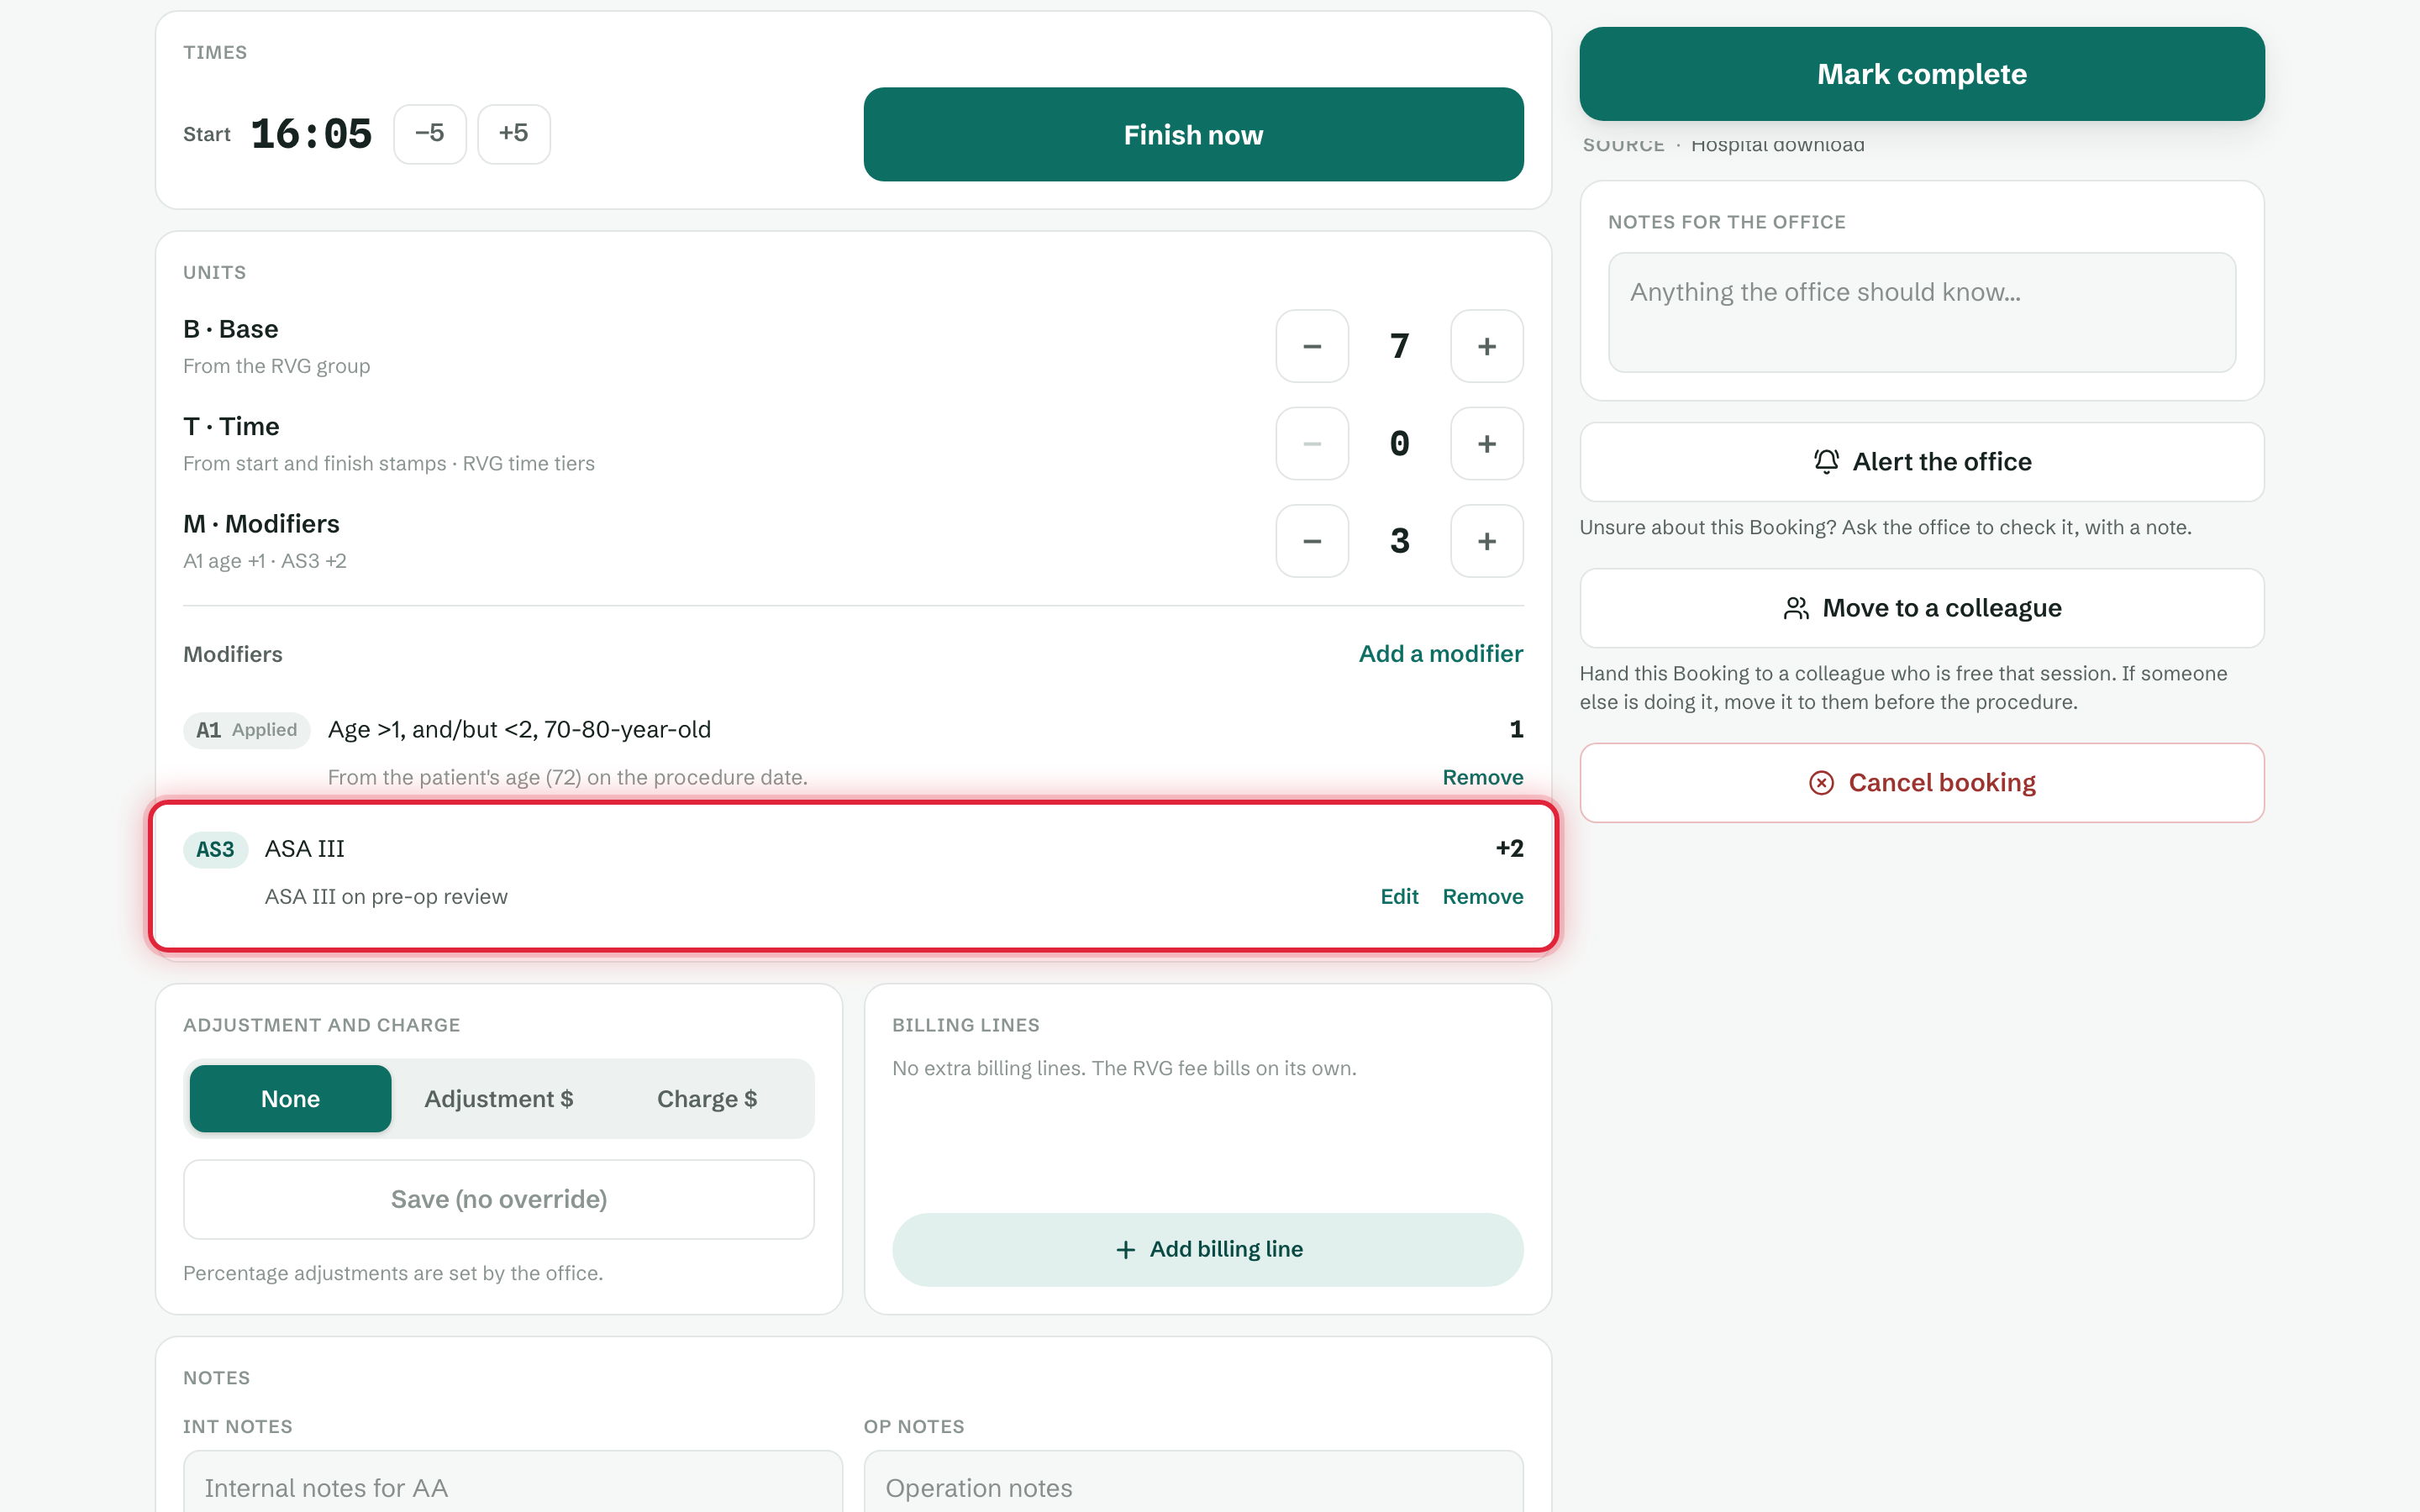 TIMES
Start 16:05 −5 +5
Finish now
UNITS
B · Base
From the RVG group
− 7 +
T · Time
From start and finish stamps · RVG time tiers
− 0 +
M · Modifiers
A1 age +1 · AS3 +2
− 3 +
Modifiers
Add a modifier
A1 Applied Age >1, and/but <2, 70-80-year-old 1
From the patient's age (72) on the procedure date. Remove
AS3 ASA III +2
ASA III on pre-op review Edit Remove
ADJUSTMENT AND CHARGE
None Adjustment $ Charge $
Save (no override)
Percentage adjustments are set by the office.
BILLING LINES
No extra billing lines. The RVG fee bills on its own.
+ Add billing line
NOTES
INT NOTES
Internal notes for AA
OP NOTES
Operation notes
Mark complete
SOURCE · Hospital download
NOTES FOR THE OFFICE
Anything the office should know...
Alert the office
Unsure about this Booking? Ask the office to check it, with a note.
Move to a colleague
Hand this Booking to a colleague who is free that session. If someone
else is doing it, move it to them before the procedure.
Cancel booking